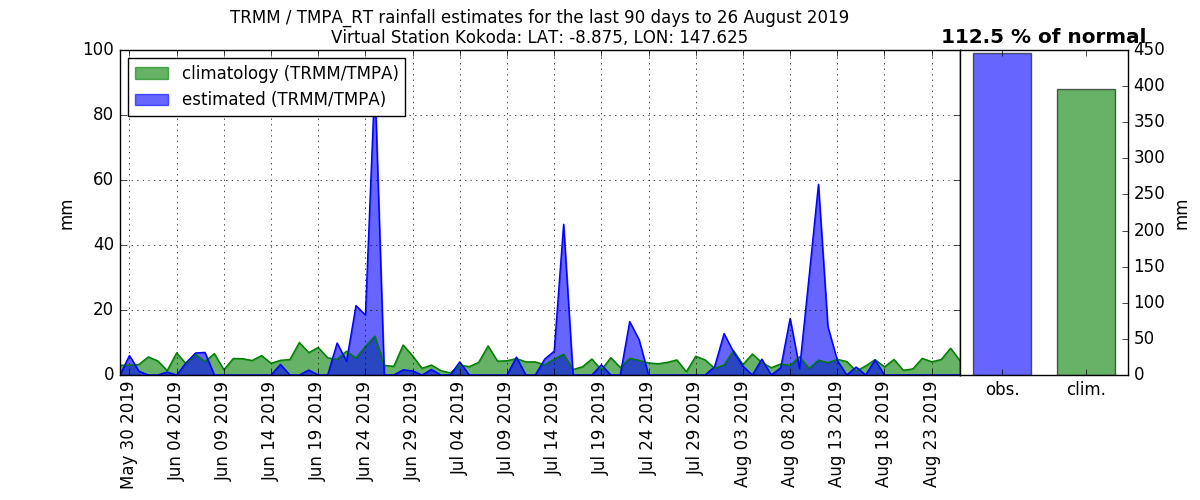 TRMM / TMPA_RT rainfall estimates for the last 90 days to 26 August 2019
Virtual Station Kokoda: LAT: -8.875, LON: 147.625
112.5 % of normal
climatology (TRMM/TMPA)
estimated (TRMM/TMPA)
100
80
60
40
20
0
mm
May 30 2019
Jun 04 2019
Jun 09 2019
Jun 14 2019
Jun 19 2019
Jun 24 2019
Jun 29 2019
Jul 04 2019
Jul 09 2019
Jul 14 2019
Jul 19 2019
Jul 24 2019
Jul 29 2019
Aug 03 2019
Aug 08 2019
Aug 13 2019
Aug 18 2019
Aug 23 2019
obs.
clim.
450
400
350
300
250
200
150
100
50
0
mm